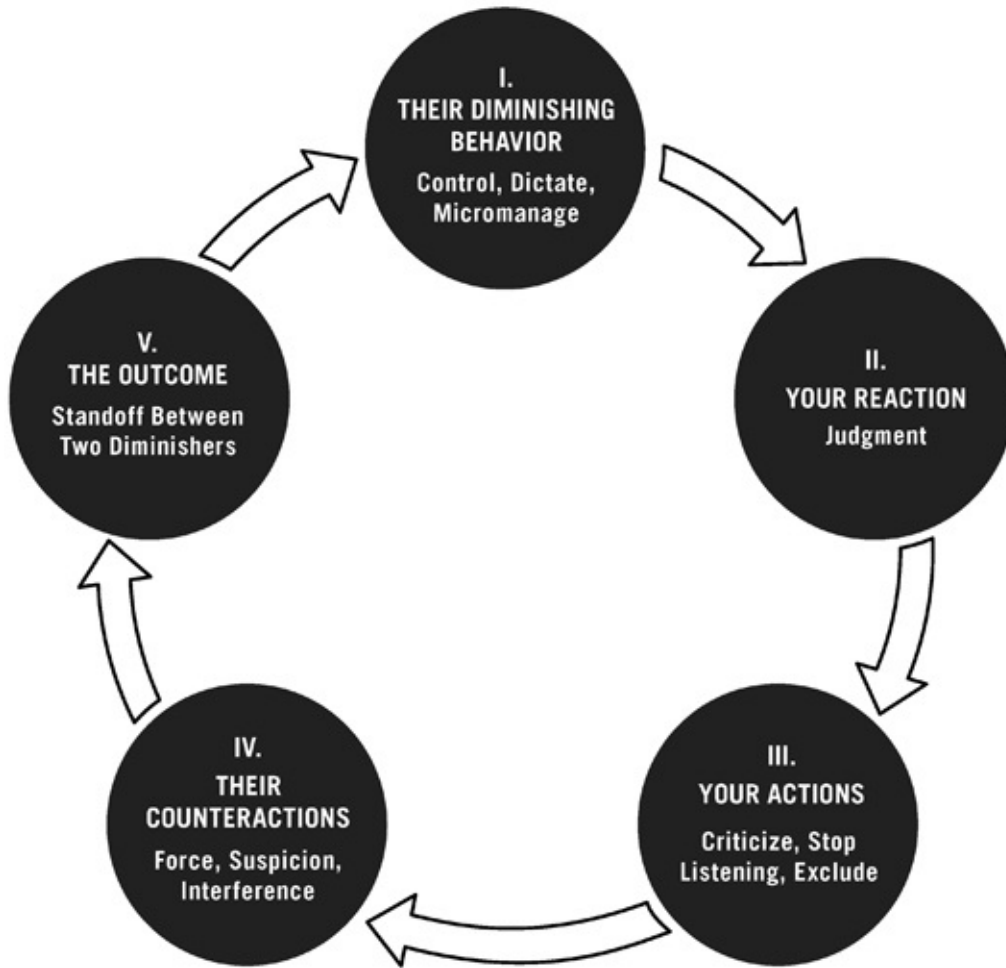 I.
THEIR DIMINISHING
BEHAVIOR
Control, Dictate,
Micromanage
II.
YOUR REACTION
Judgment
III.
YOUR ACTIONS
Criticize, Stop
Listening, Exclude
IV.
THEIR
COUNTERACTIONS
Force, Suspicion,
Interference
V.
THE OUTCOME
Standoff Between
Two Diminishers